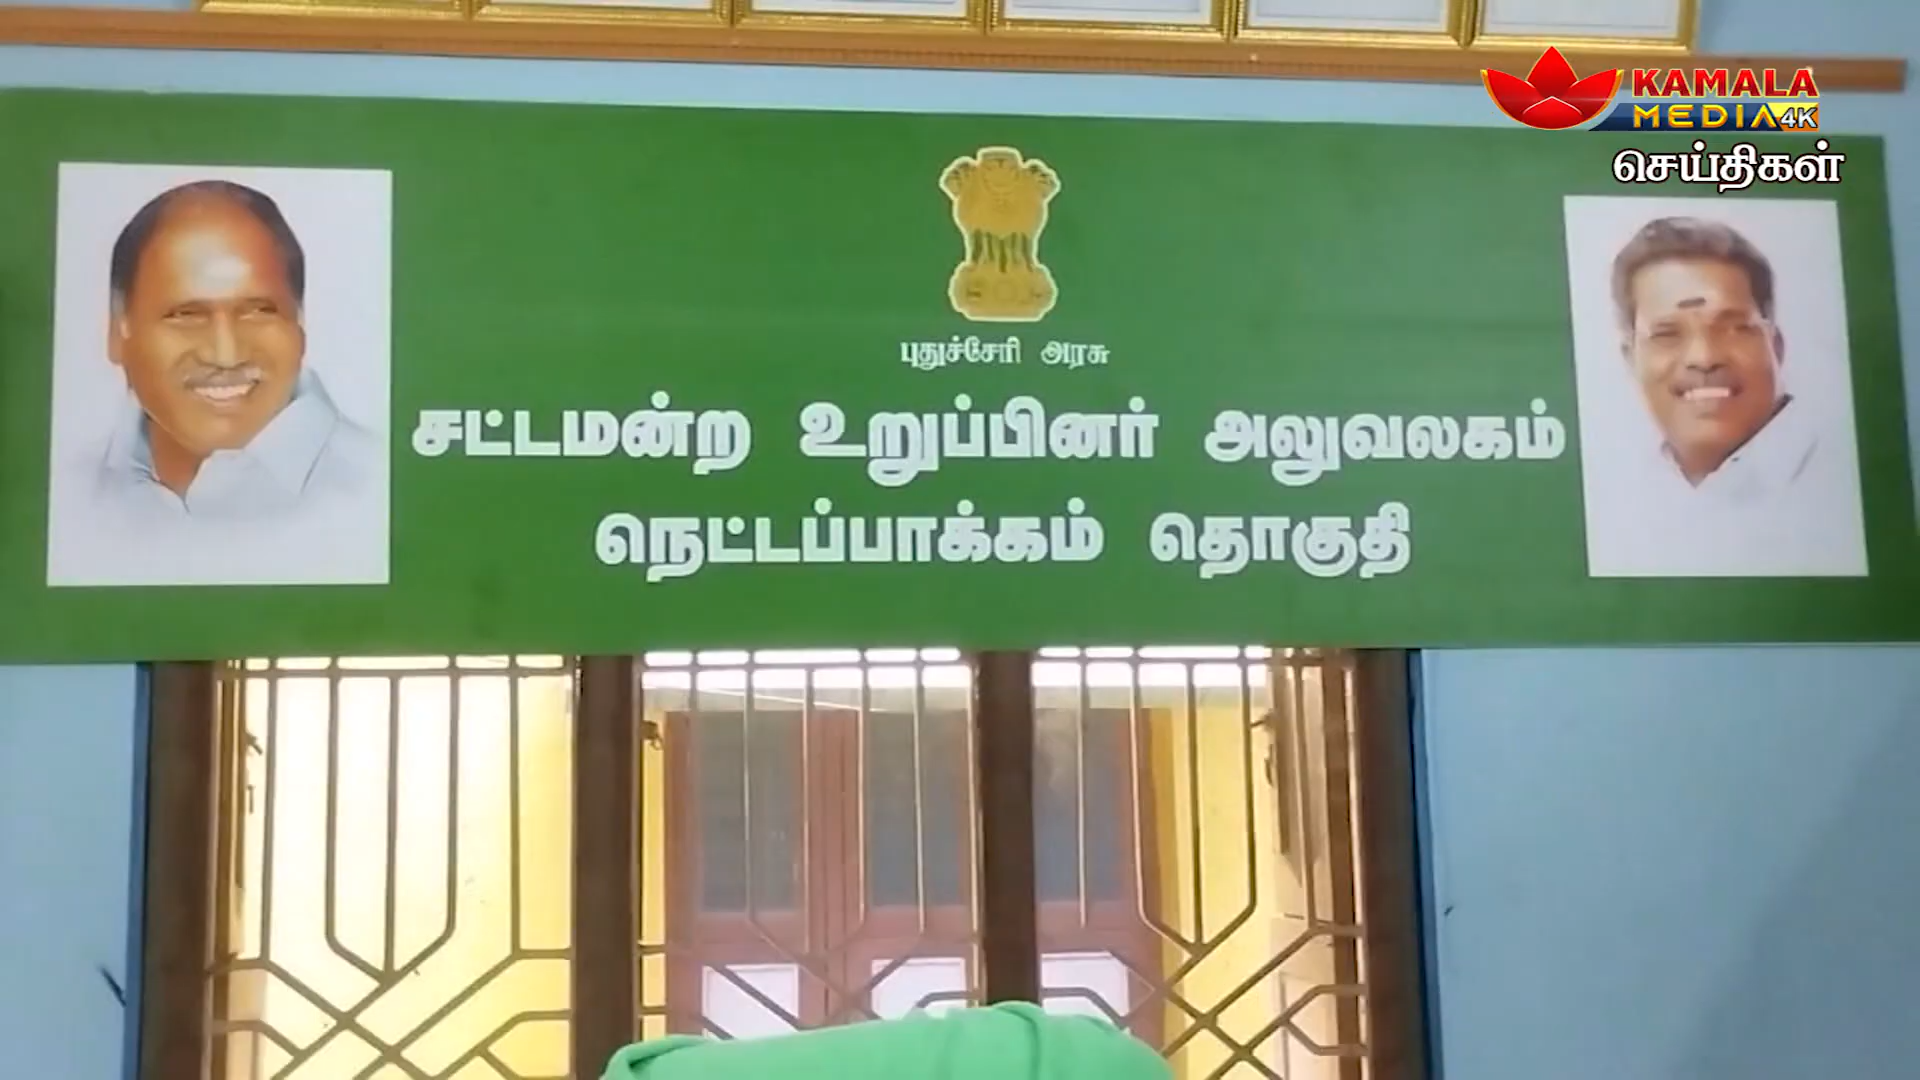 KAMALA
MEDIA 4K
செய்திகள்
புதுச்சேரி அரசு
சட்டமன்ற உறுப்பினர் அலுவலகம்
நெட்டப்பாக்கம் தொகுதி